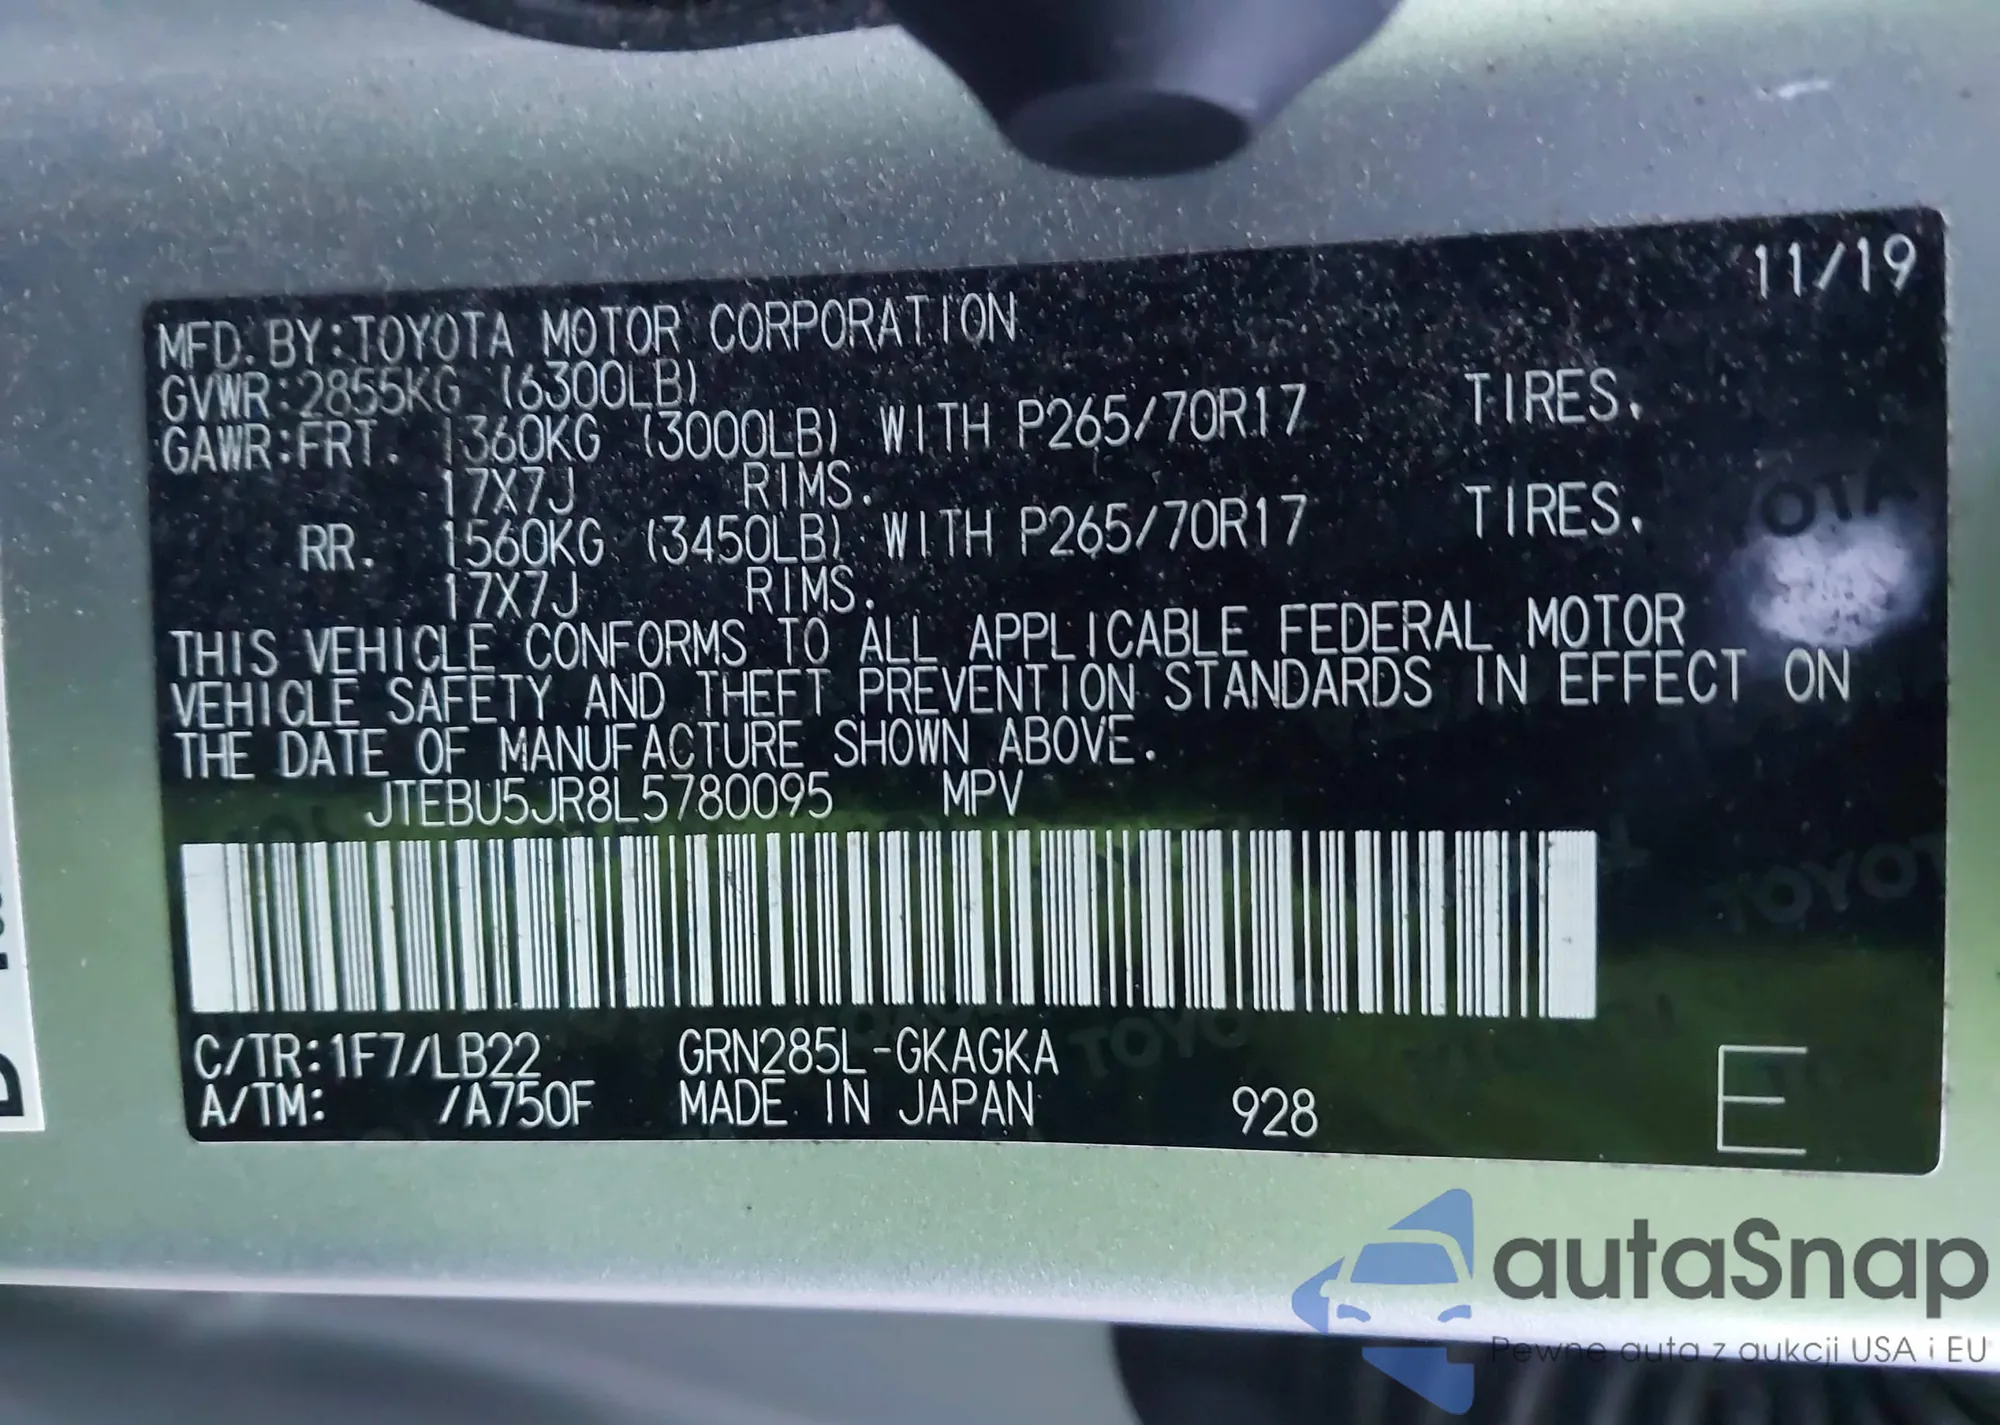 11/19
MFD. BY:TOYOTA MOTOR CORPORATION
GVWR:2855KG (6300LB)
GAWR:FRT. 1360KG (3000LB) WITH P265/70R17 TIRES.
17X7J RIMS.
RR. 1560KG (3450LB) WITH P265/70R17 TIRES.
17X7J RIMS.
THIS VEHICLE CONFORMS TO ALL APPLICABLE FEDERAL MOTOR
VEHICLE SAFETY AND THEFT PREVENTION STANDARDS IN EFFECT ON
THE DATE OF MANUFACTURE SHOWN ABOVE.
JTEBU5JR8L5780095 MPV
C/TR:1F7/LB22 GRN285L-GKAGKA
A/TM: /A750F MADE IN JAPAN 928 E
autaSnap
Pewne auta z aukcji USA i EU